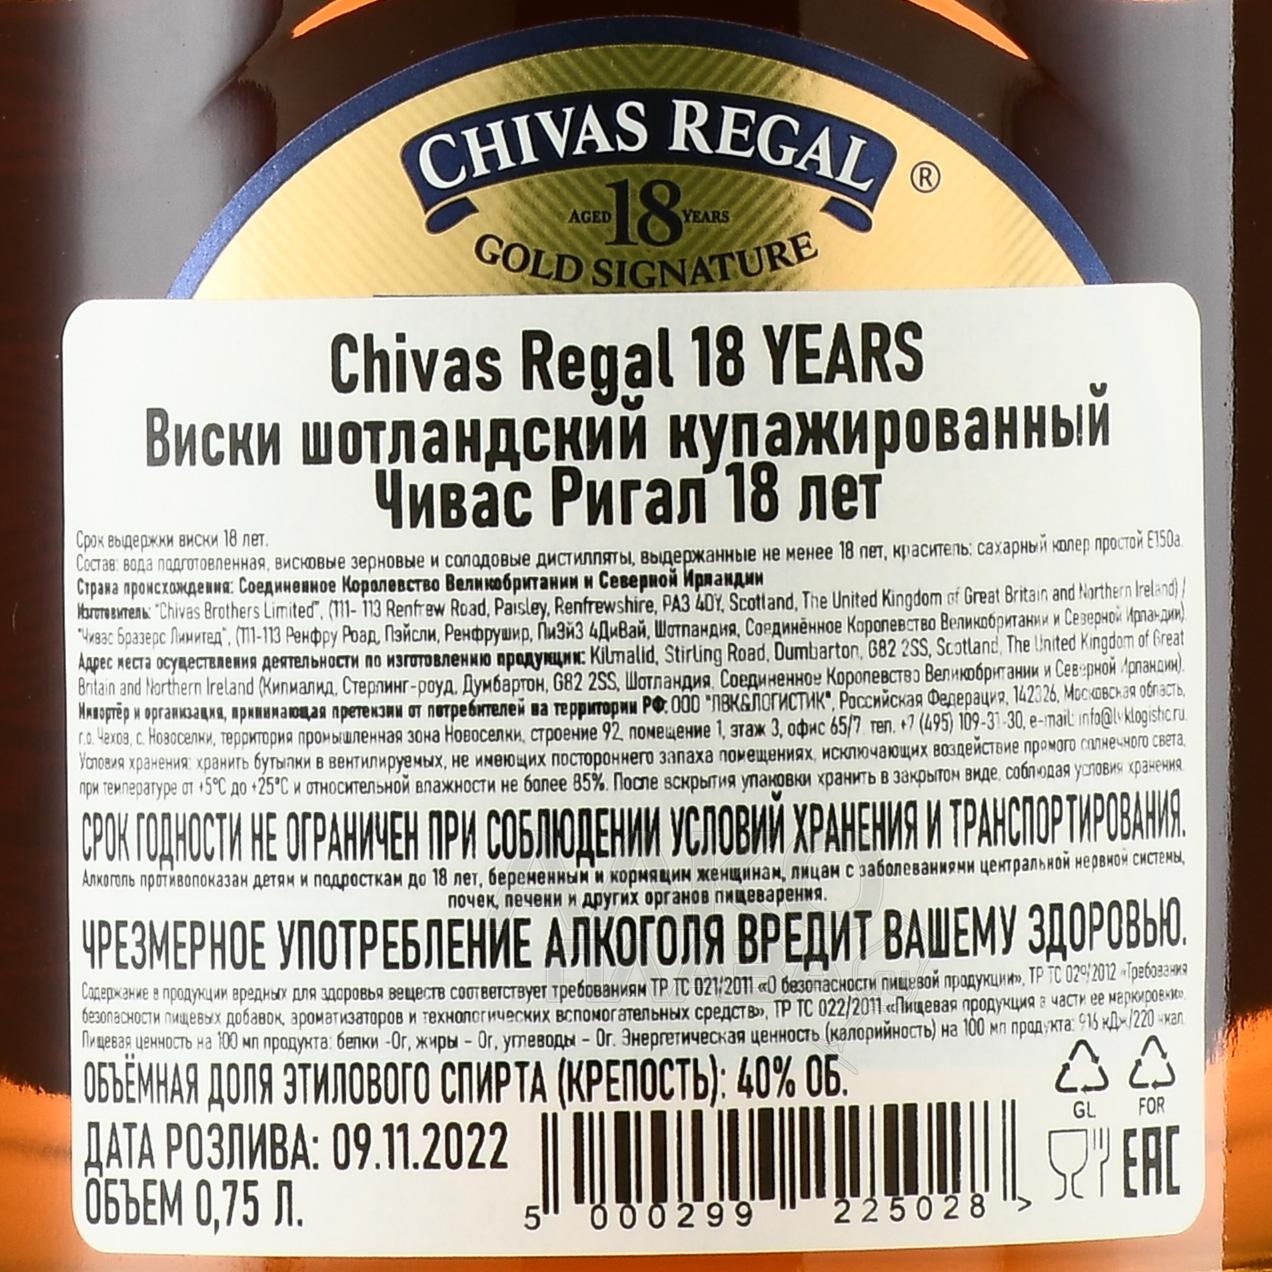 CHIVAS REGAL ®
AGED 18 YEARS
GOLD SIGNATURE
Chivas Regal 18 YEARS
Виски шотландский купажированный
Чивас Ригал 18 лет
Срок выдержки виски 18 лет.
Состав: вода подготовленная, висковые зерновые и солодовые дистилляты, выдержанные не менее 18 лет, краситель: сахарный колер простой Е150а.
Страна происхождения: Соединенное Королевство Великобритании и Северной Ирландии
Изготовитель: "Chivas Brothers Limited", (111- 113 Renfrew Road, Paisley, Renfrewshire, PA3 4DY, Scotland, The United Kingdom of Great Britain and Northern Ireland) /
"Чивас Бразерс Лимитед", (111-113 Ренфру Роад, Пэйсли, Ренфрушир, ПиЭй3 4ДиВай, Шотландия, Соединённое Королевство Великобритании и Северной Ирландии).
Адрес места осуществления деятельности по изготовлению продукции: Kilmalid, Stirling Road, Dumbarton, G82 2SS, Scotland, The United Kingdom of Great
Britain and Northern Ireland (Килмалид, Стерлинг-роуд, Думбартон, G82 2SS, Шотландия, Соединенное Королевство Великобритании и Северной Ирландии).
Импортёр и организация, принимающая претензии от потребителей на территории РФ: ООО "ЛВК&ЛОГИСТИК", Российская Федерация, 142326, Московская область,
г.о. Чехов, с. Новоселки, территория промышленная зона Новоселки, строение 92, помещение 1, этаж 3, офис 65/7, тел. +7 (495) 109-31-30, e-mail: info@lvklogistic.ru.
Условия хранения: хранить бутылки в вентилируемых, не имеющих постороннего запаха помещениях, исключающих воздействие прямого солнечного света,
при температуре от +5°C до +25°C и относительной влажности не более 85%. После вскрытия упаковки хранить в закрытом виде, соблюдая условия хранения.
СРОК ГОДНОСТИ НЕ ОГРАНИЧЕН ПРИ СОБЛЮДЕНИИ УСЛОВИЙ ХРАНЕНИЯ И ТРАНСПОРТИРОВАНИЯ.
Алкоголь противопоказан детям и подросткам до 18 лет, беременным и кормящим женщинам, лицам с заболеваниями центральной нервной системы,
почек, печени и других органов пищеварения.
ЧРЕЗМЕРНОЕ УПОТРЕБЛЕНИЕ АЛКОГОЛЯ ВРЕДИТ ВАШЕМУ ЗДОРОВЬЮ.
Содержание в продукции вредных для здоровья веществ соответствует требованиям ТР ТС 021/2011 «О безопасности пищевой продукции», ТР ТС 029/2012 «Требования
безопасности пищевых добавок, ароматизаторов и технологических вспомогательных средств», ТР ТС 022/2011 «Пищевая продукция в части ее маркировки».
Пищевая ценность на 100 мл продукта: белки -0г, жиры - 0г, углеводы - 0г. Энергетическая ценность (калорийность) на 100 мл продукта: 916 кДж/220 ккал.
ОБЪЁМНАЯ ДОЛЯ ЭТИЛОВОГО СПИРТА (КРЕПОСТЬ): 40% ОБ.
GL FOR
ДАТА РОЗЛИВА: 09.11.2022
EAC
ОБЪЕМ 0,75 Л.
5 000299 225028 >